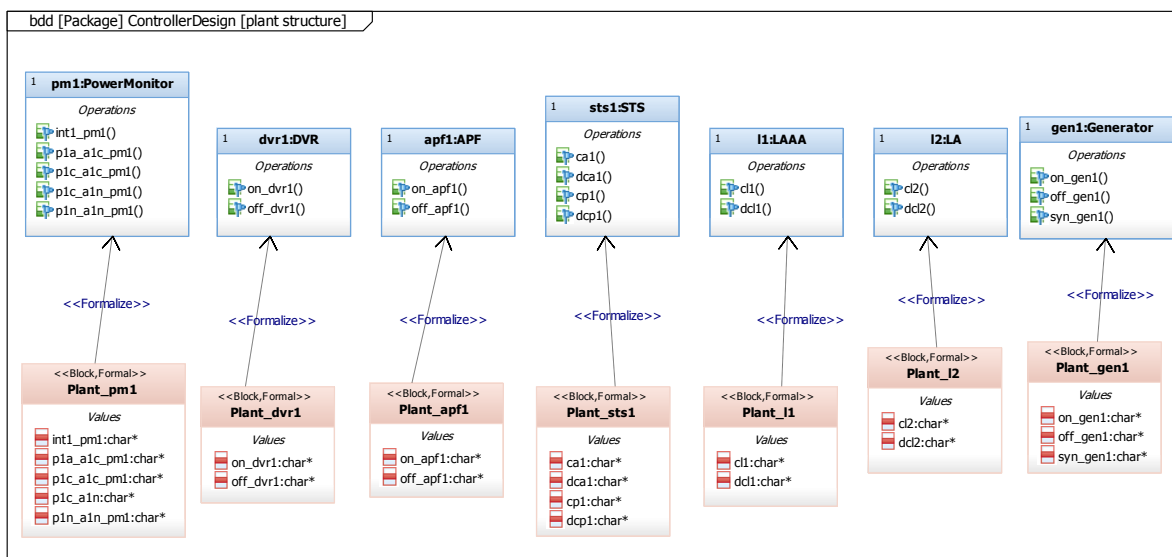 bdd [Package] ControllerDesign [plant structure]
1
pm1:PowerMonitor
Operations
int1_pm1()
p1a_a1c_pm1()
p1c_a1c_pm1()
p1c_a1n_pm1()
p1n_a1n_pm1()
1
dvr1:DVR
Operations
on_dvr1()
off_dvr1()
1
apf1:APF
Operations
on_apf1()
off_apf1()
1
sts1:STS
Operations
ca1()
dca1()
cp1()
dcp1()
1
l1:LAAA
Operations
cl1()
dcl1()
1
l2:LA
Operations
cl2()
dcl2()
1
gen1:Generator
Operations
on_gen1()
off_gen1()
syn_gen1()
<<Formalize>>
<<Formalize>>
<<Formalize>>
<<Formalize>>
<<Formalize>>
<<Formalize>>
<<Formalize>>
<<Block,Formal>>
Plant_pm1
Values
int1_pm1:char*
p1a_a1c_pm1:char*
p1c_a1c_pm1:char*
p1c_a1n:char*
p1n_a1n_pm1:char*
<<Block,Formal>>
Plant_dvr1
Values
on_dvr1:char*
off_dvr1:char*
<<Block,Formal>>
Plant_apf1
Values
on_apf1:char*
off_apf1:char*
<<Block,Formal>>
Plant_sts1
Values
ca1:char*
dca1:char*
cp1:char*
dcp1:char*
<<Block,Formal>>
Plant_l1
Values
cl1:char*
dcl1:char*
<<Block,Formal>>
Plant_l2
Values
cl2:char*
dcl2:char*
<<Block,Formal>>
Plant_gen1
Values
on_gen1:char*
off_gen1:char*
syn_gen1:char*